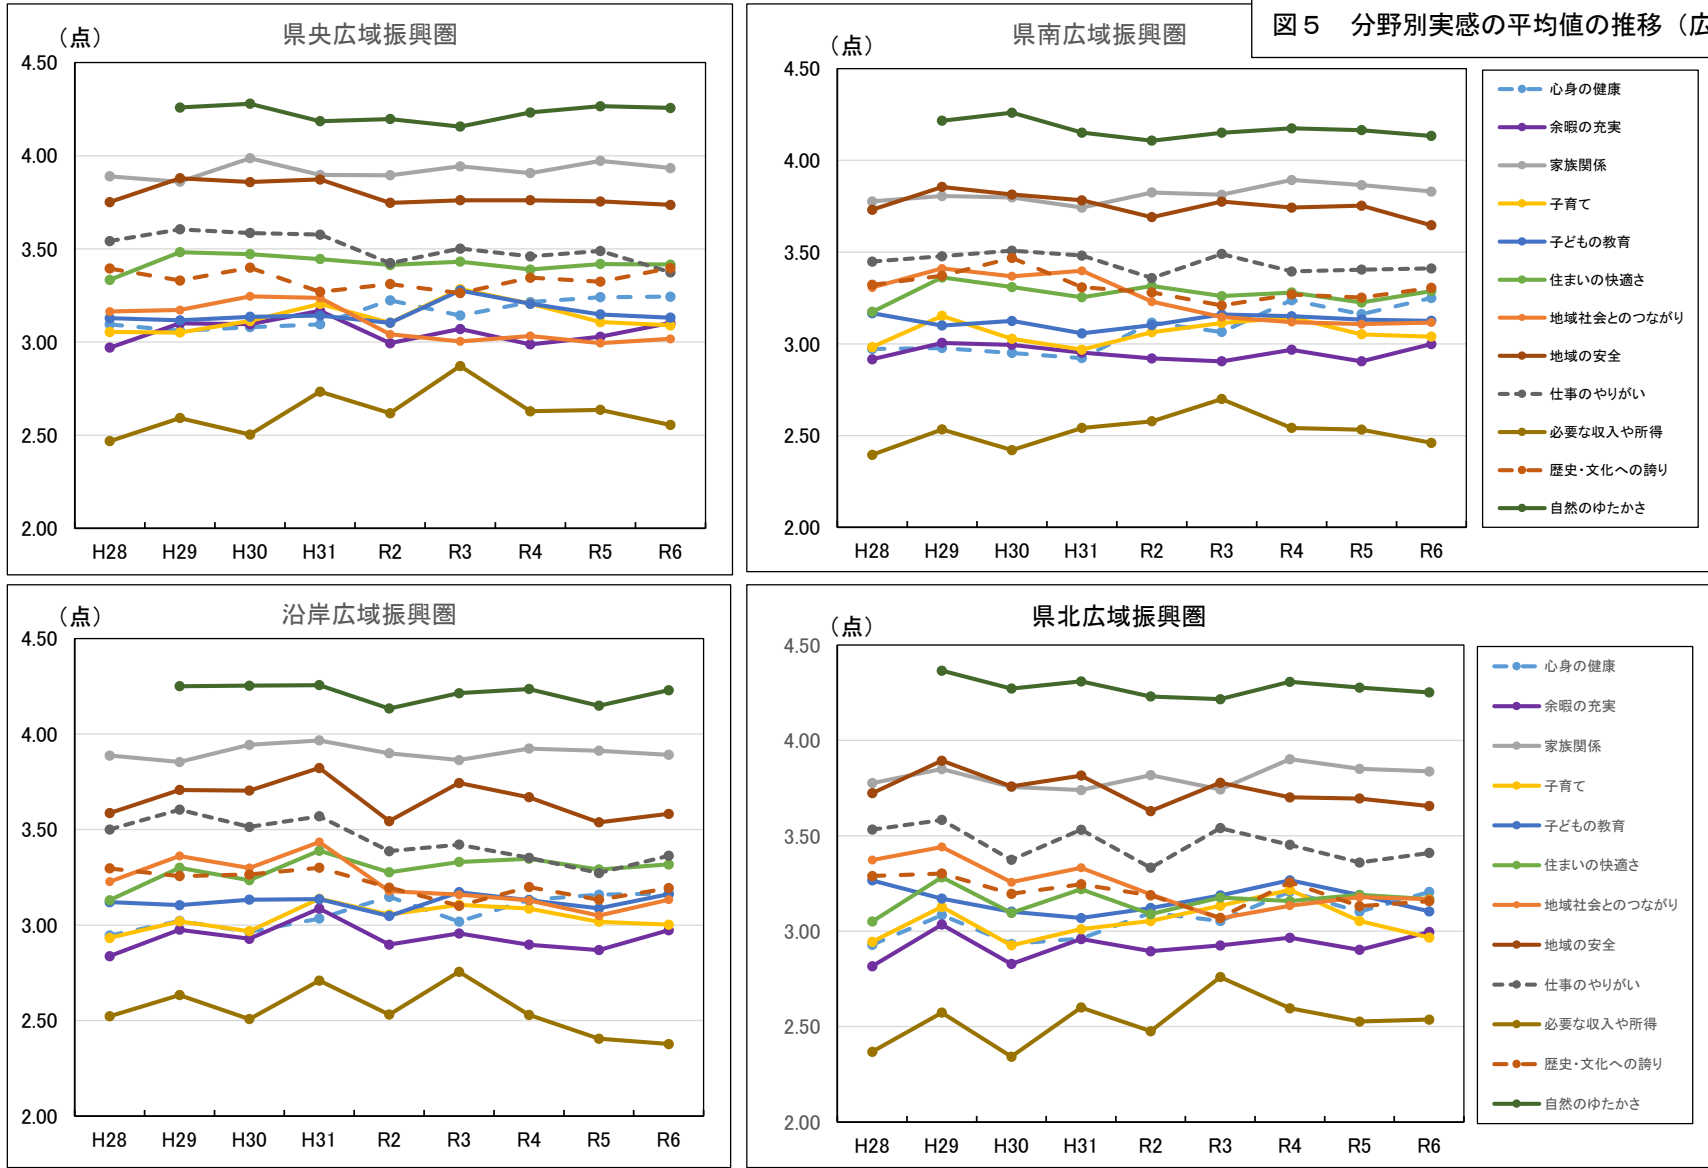 図5　分野別実感の平均値の推移（広
県央広域振興圏
（点）
4.50
4.00
3.50
3.00
2.50
2.00
H28 H29 H30 H31 R2 R3 R4 R5 R6
県南広域振興圏
（点）
4.50
4.00
3.50
3.00
2.50
2.00
H28 H29 H30 H31 R2 R3 R4 R5 R6
心身の健康
余暇の充実
家族関係
子育て
子どもの教育
住まいの快適さ
地域社会とのつながり
地域の安全
仕事のやりがい
必要な収入や所得
歴史・文化への誇り
自然のゆたかさ
沿岸広域振興圏
（点）
4.50
4.00
3.50
3.00
2.50
2.00
H28 H29 H30 H31 R2 R3 R4 R5 R6
県北広域振興圏
（点）
4.50
4.00
3.50
3.00
2.50
2.00
H28 H29 H30 H31 R2 R3 R4 R5 R6
心身の健康
余暇の充実
家族関係
子育て
子どもの教育
住まいの快適さ
地域社会とのつながり
地域の安全
仕事のやりがい
必要な収入や所得
歴史・文化への誇り
自然のゆたかさ